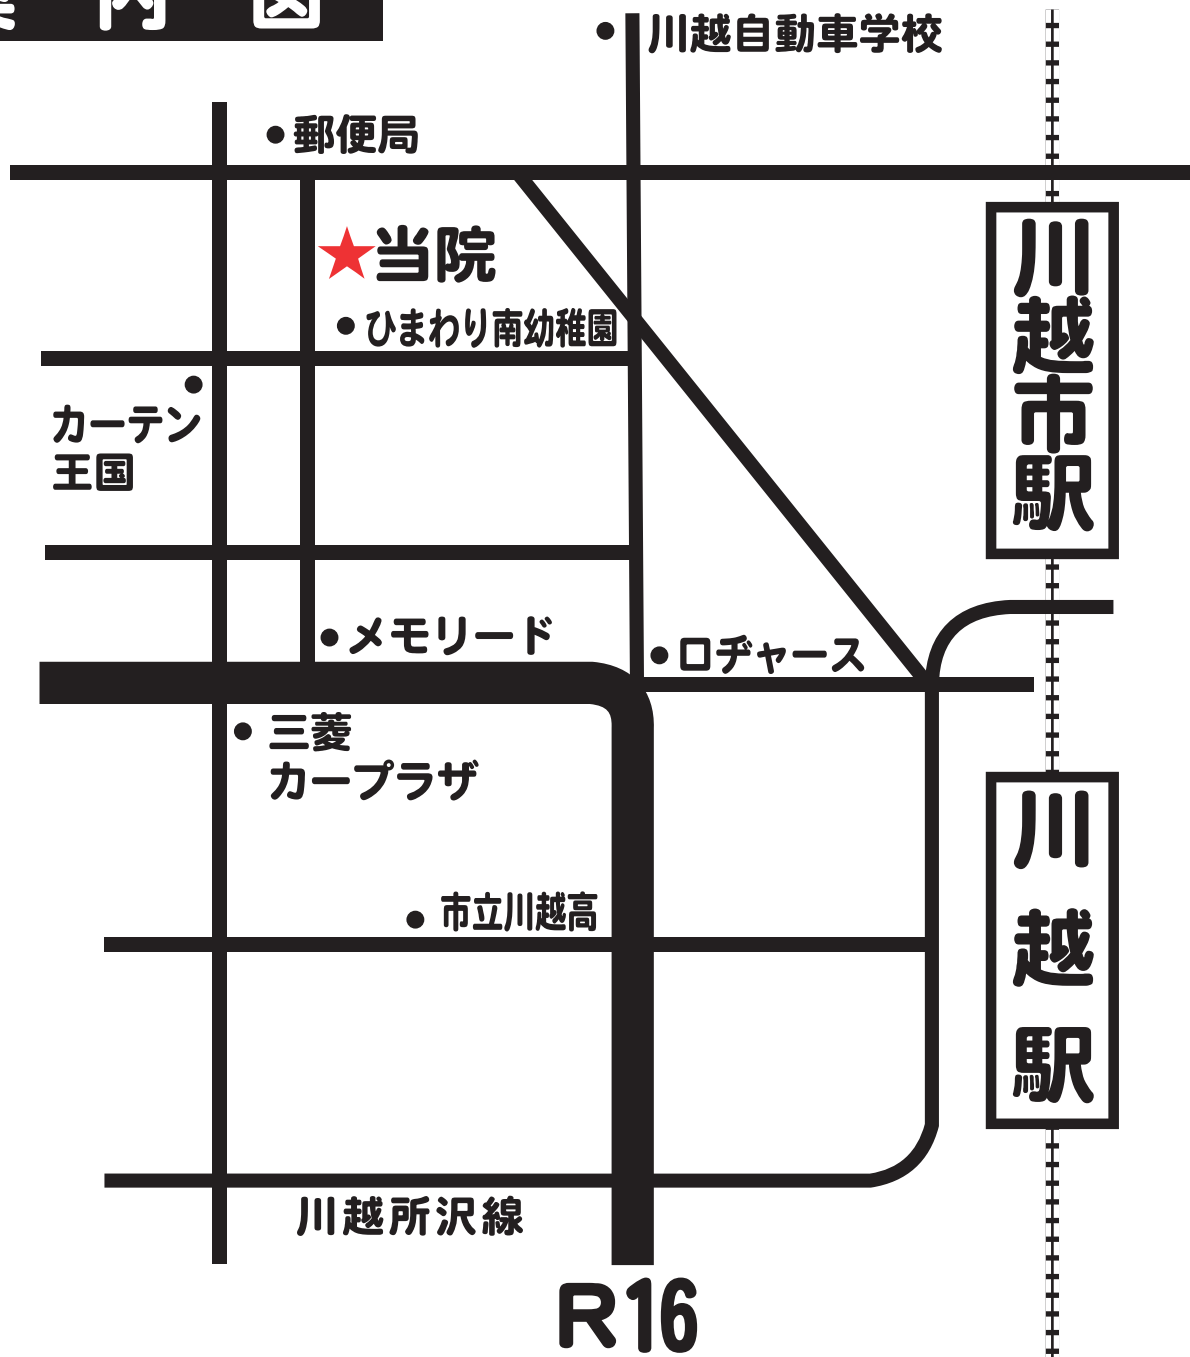 案内図
川越自動車学校
郵便局
★当院
ひまわり南幼稚園
カーテン
王国
川越市駅
メモリード
ロヂャース
三菱
カープラザ
川越駅
市立川越高
川越所沢線
R16